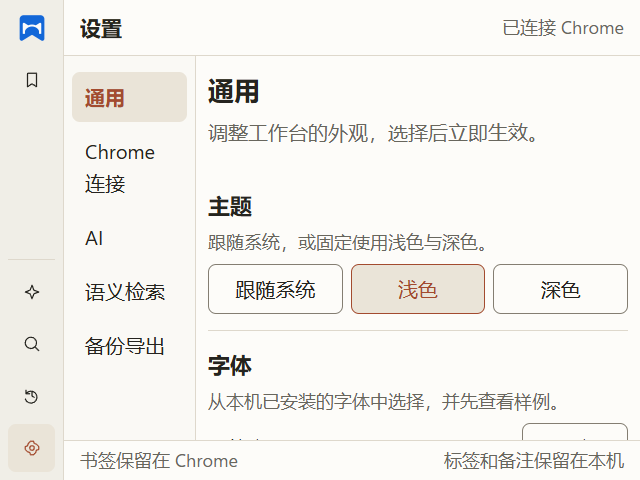 设置
已连接 Chrome
通用
Chrome
连接
AI
语义检索
备份导出
通用
调整工作台的外观，选择后立即生效。
主题
跟随系统，或固定使用浅色与深色。
跟随系统
浅色
深色
字体
从本机已安装的字体中选择，并先查看样例。
书签保留在 Chrome
标签和备注保留在本机